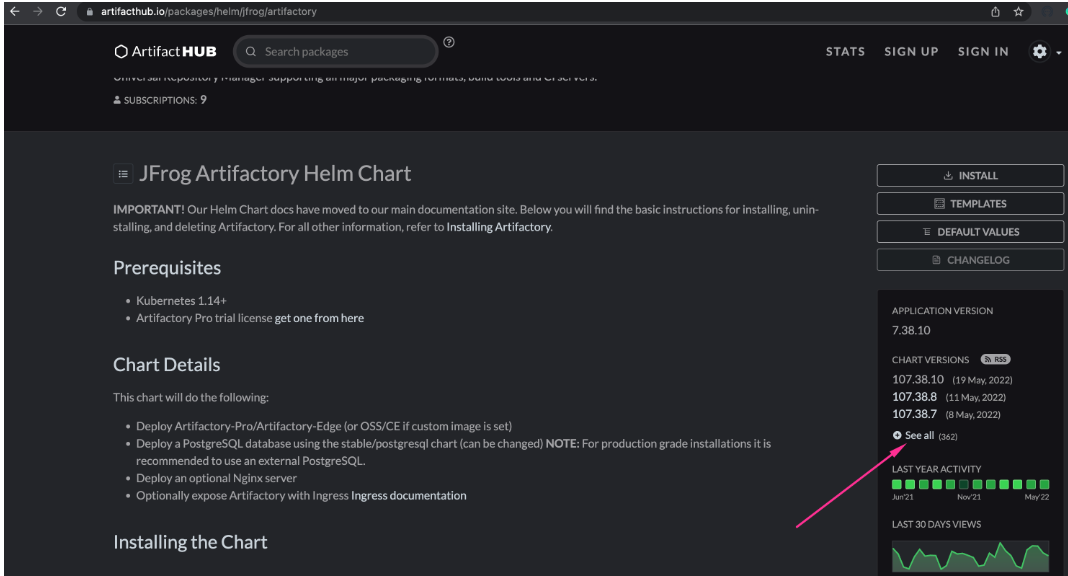 artifacthub.io/packages/helm/jfrog/artifactory
Artifact HUB
Search packages
?
STATS
SIGN UP
SIGN IN
Universal Repository Manager supporting all major packaging formats, build tools and CI servers.
SUBSCRIPTIONS: 9
JFrog Artifactory Helm Chart
IMPORTANT! Our Helm Chart docs have moved to our main documentation site. Below you will find the basic instructions for installing, unin-
stalling, and deleting Artifactory. For all other information, refer to Installing Artifactory.
Prerequisites
• Kubernetes 1.14+
• Artifactory Pro trial license get one from here
Chart Details
This chart will do the following:
• Deploy Artifactory-Pro/Artifactory-Edge (or OSS/CE if custom image is set)
• Deploy a PostgreSQL database using the stable/postgresql chart (can be changed) NOTE: For production grade installations it is
recommended to use an external PostgreSQL.
• Deploy an optional Nginx server
• Optionally expose Artifactory with Ingress Ingress documentation
Installing the Chart
INSTALL
TEMPLATES
DEFAULT VALUES
CHANGELOG
APPLICATION VERSION
7.38.10
CHART VERSIONS RSS
107.38.10 (19 May, 2022)
107.38.8 (11 May, 2022)
107.38.7 (8 May, 2022)
See all (362)
LAST YEAR ACTIVITY
Jun'21 Nov'21 May'22
LAST 30 DAYS VIEWS